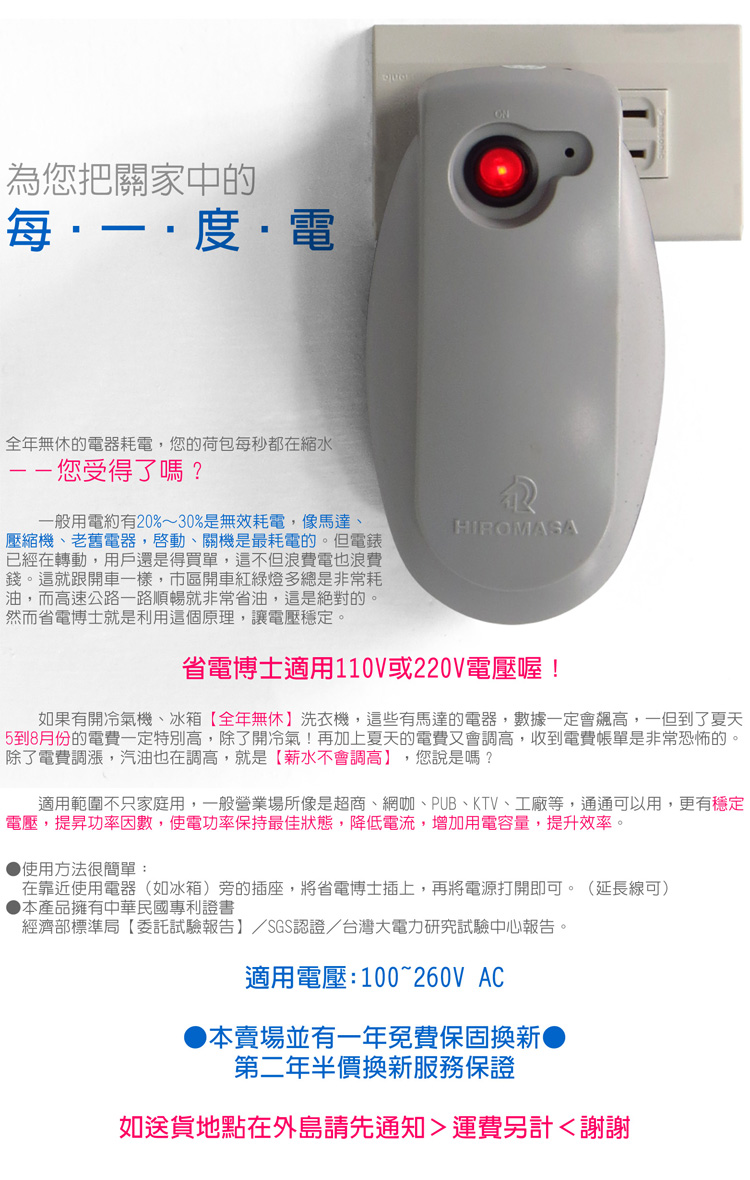 ON
Panasonic
為您把關家中的
每‧一‧度‧電
全年無休的電器耗電，您的荷包每秒都在縮水
－－您受得了嗎？
HIROMASA
一般用電約有20%～30%是無效耗電，像馬達、
壓縮機、老舊電器，啓動、關機是最耗電的。但電錶
已經在轉動，用戶還是得買單，這不但浪費電也浪費
錢。這就跟開車一樣，市區開車紅綠燈多總是非常耗
油，而高速公路一路順暢就非常省油，這是絶對的。
然而省電博士就是利用這個原理，讓電壓穩定。
省電博士適用110V或220V電壓喔！
如果有開冷氣機、冰箱【全年無休】洗衣機，這些有馬達的電器，數據一定會飆高，一但到了夏天
5到8月份的電費一定特別高，除了開冷氣！再加上夏天的電費又會調高，收到電費帳單是非常恐怖的。
除了電費調漲，汽油也在調高，就是【薪水不會調高】，您說是嗎？
適用範圍不只家庭用，一般營業場所像是超商、網咖、PUB、KTV、工廠等，通通可以用，更有穩定
電壓，提昇功率因數，使電功率保持最佳狀態，降低電流，增加用電容量，提升效率。
●使用方法很簡單：
在靠近使用電器（如冰箱）旁的插座，將省電博士插上，再將電源打開即可。（延長線可）
●本產品擁有中華民國專利證書
經濟部標準局【委託試驗報告】／SGS認證／台灣大電力研究試驗中心報告。
適用電壓:100~260V AC
●本賣場並有一年免費保固換新●
第二年半價換新服務保證
如送貨地點在外島請先通知＞運費另計＜謝謝